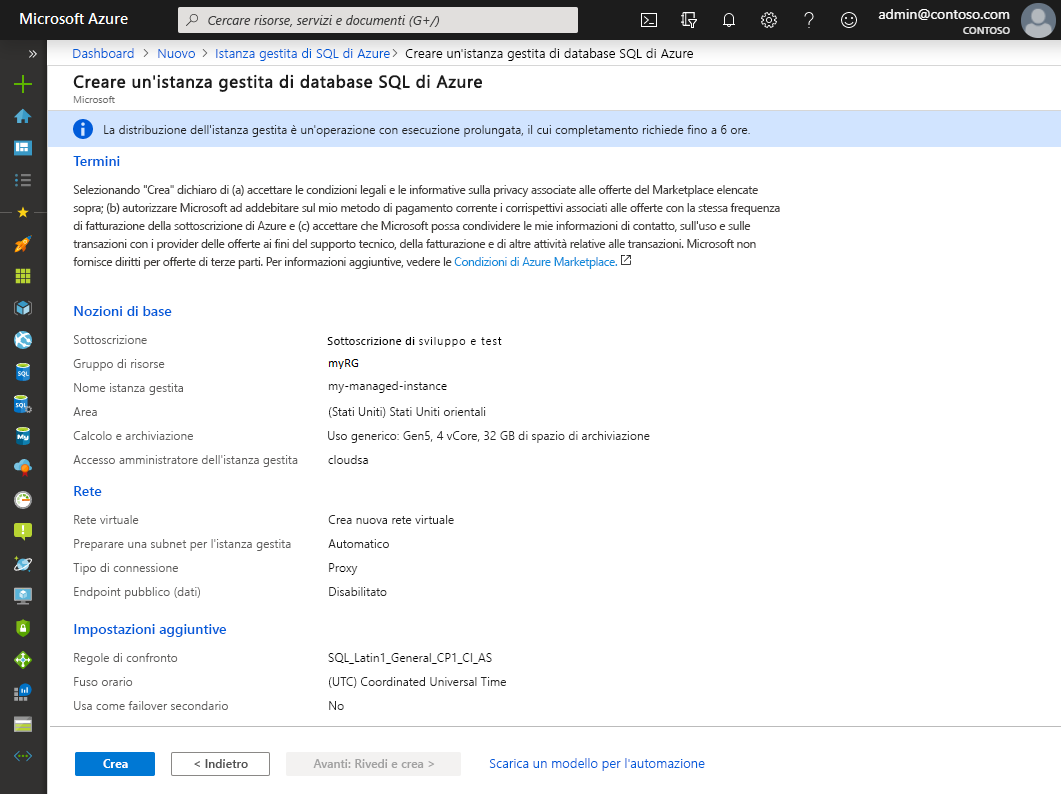 Microsoft Azure
Cercare risorse, servizi e documenti (G+/)
admin@contoso.com
CONTOSO
Dashboard > Nuovo > Istanza gestita di SQL di Azure > Creare un'istanza gestita di database SQL di Azure
Creare un'istanza gestita di database SQL di Azure
Microsoft
La distribuzione dell'istanza gestita è un'operazione con esecuzione prolungata, il cui completamento richiede fino a 6 ore.
Termini
Selezionando "Crea" dichiaro di (a) accettare le condizioni legali e le informative sulla privacy associate alle offerte del Marketplace elencate
sopra; (b) autorizzare Microsoft ad addebitare sul mio metodo di pagamento corrente i corrispettivi associati alle offerte con la stessa frequenza
di fatturazione della sottoscrizione di Azure e (c) accettare che Microsoft possa condividere le mie informazioni di contatto, sull'uso e sulle
transazioni con i provider delle offerte ai fini del supporto tecnico, della fatturazione e di altre attività relative alle transazioni. Microsoft non
fornisce diritti per offerte di terze parti. Per informazioni aggiuntive, vedere le Condizioni di Azure Marketplace.
Nozioni di base
Sottoscrizione Sottoscrizione di sviluppo e test
Gruppo di risorse myRG
Nome istanza gestita my-managed-instance
Area (Stati Uniti) Stati Uniti orientali
Calcolo e archiviazione Uso generico: Gen5, 4 vCore, 32 GB di spazio di archiviazione
Accesso amministratore dell'istanza gestita cloudsa
Rete
Rete virtuale Crea nuova rete virtuale
Preparare una subnet per l'istanza gestita Automatico
Tipo di connessione Proxy
Endpoint pubblico (dati) Disabilitato
Impostazioni aggiuntive
Regole di confronto SQL_Latin1_General_CP1_CI_AS
Fuso orario (UTC) Coordinated Universal Time
Usa come failover secondario No
Crea < Indietro Avanti: Rivedi e crea > Scarica un modello per l'automazione